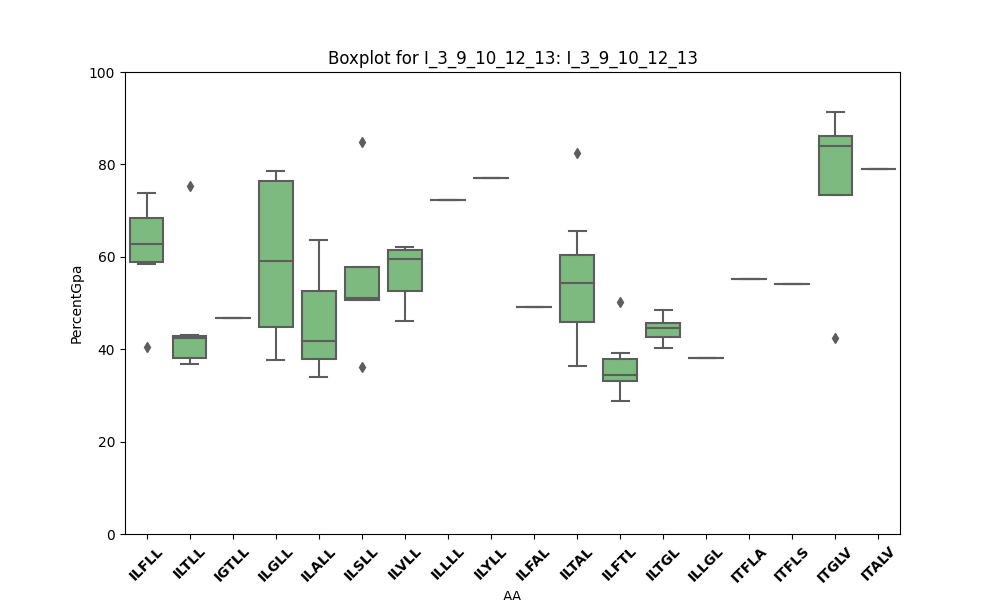 Boxplot for I_3_9_10_12_13: I_3_9_10_12_13
100
80
60
40
20
0
PercentGpa
ILFLL ILTLL IGTLL ILGLL ILALL ILSLL ILVLL ILLLL ILYLL ILFAL ILTAL ILFTL ILTGL ILLGL ITFLA ITFLS ITGLV ITALV
AA